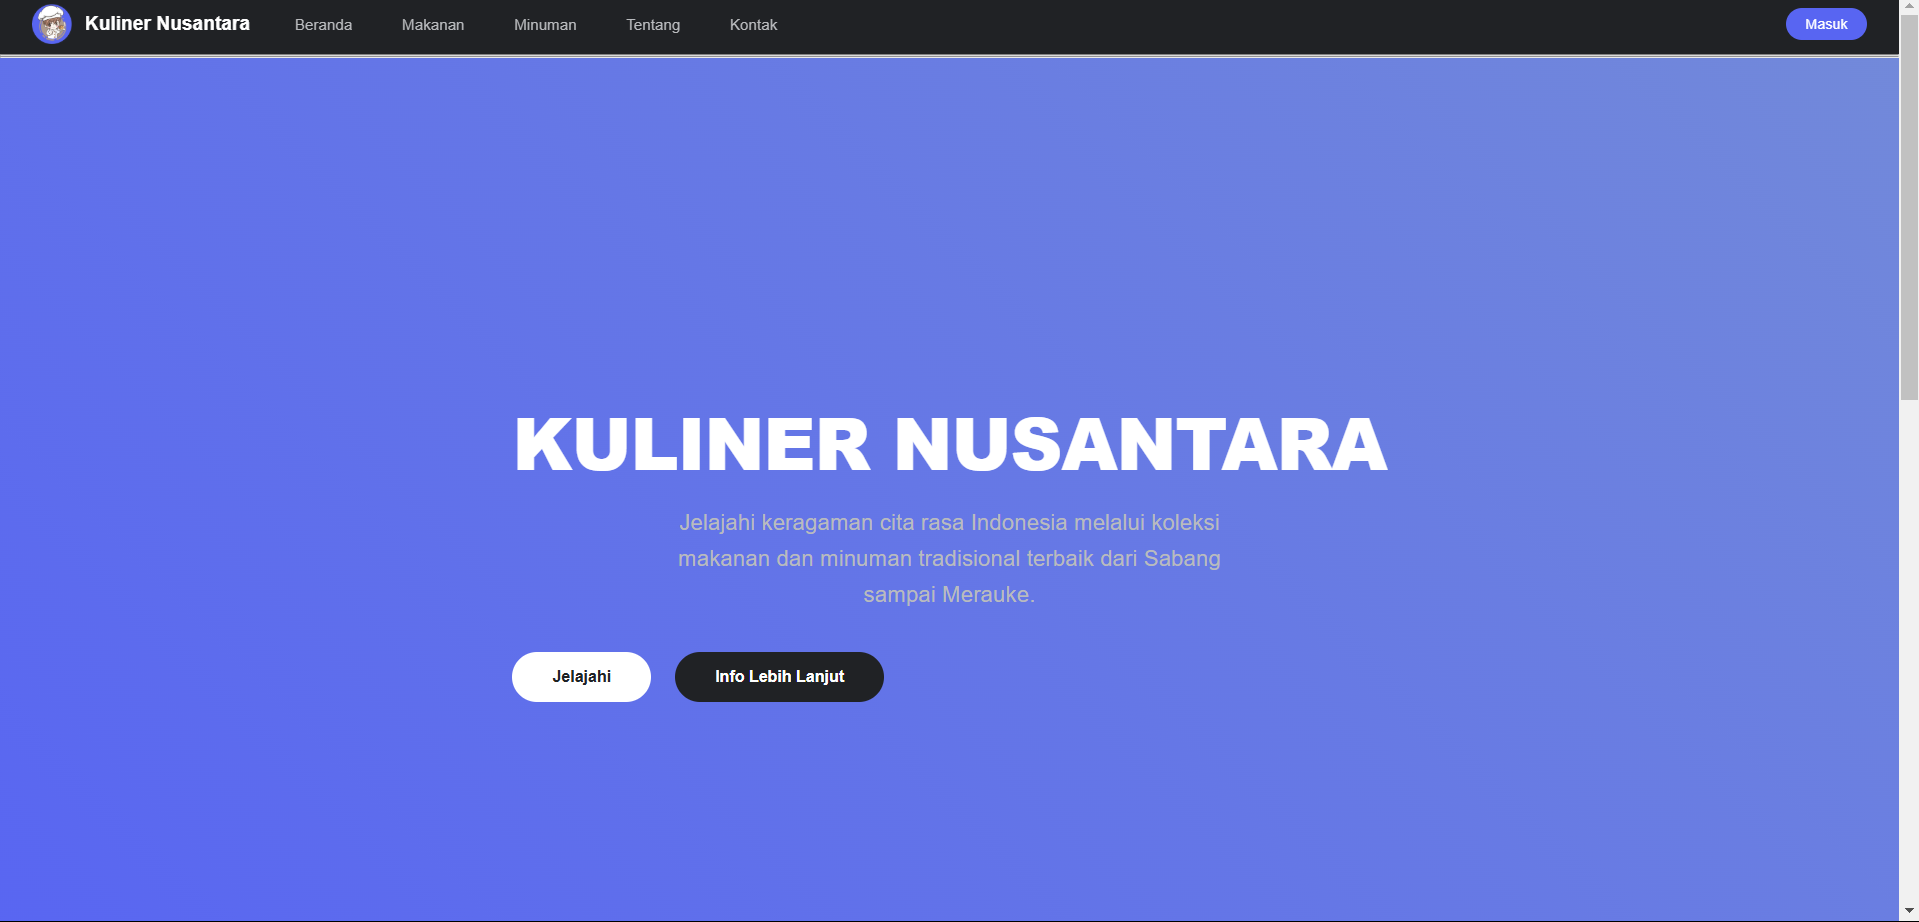 Kuliner Nusantara
Beranda
Makanan
Minuman
Tentang
Kontak
Masuk
KULINER NUSANTARA
Jelajahi keragaman cita rasa Indonesia melalui koleksi
makanan dan minuman tradisional terbaik dari Sabang
sampai Merauke.
Jelajahi
Info Lebih Lanjut